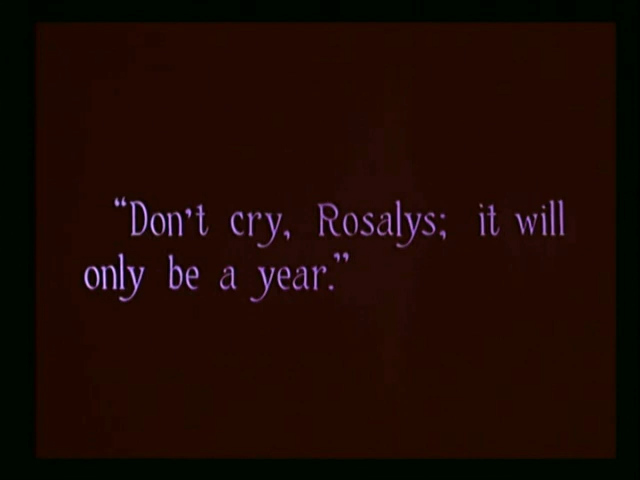 “Don't cry, Rosalys; it will
only be a year.”